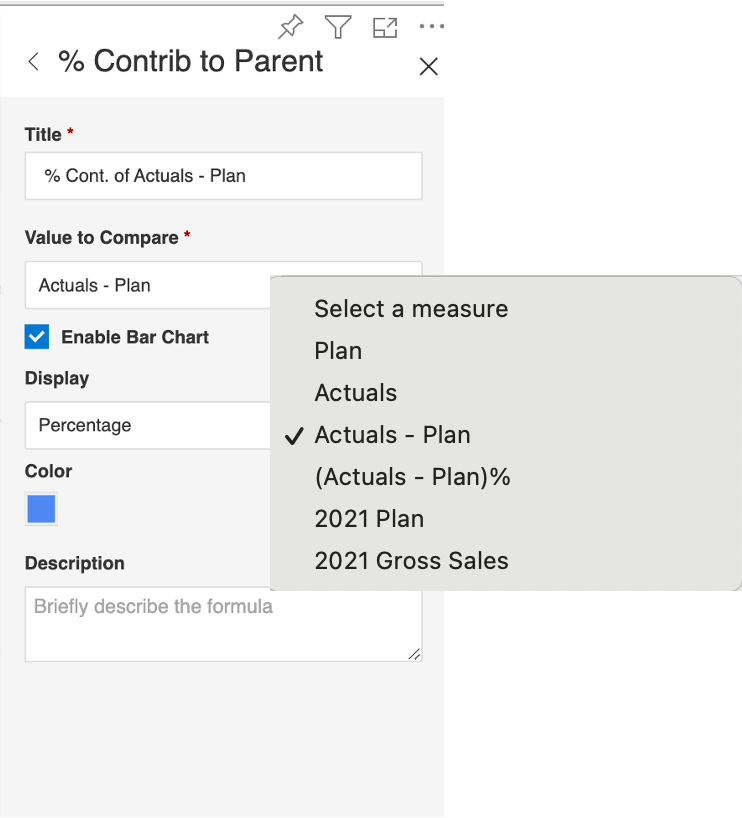 % Contrib to Parent
Title *
% Cont. of Actuals - Plan
Value to Compare *
Actuals - Plan
Select a measure
Plan
Actuals
Actuals - Plan
(Actuals - Plan)%
2021 Plan
2021 Gross Sales
Enable Bar Chart
Display
Percentage
Color
Description
Briefly describe the formula